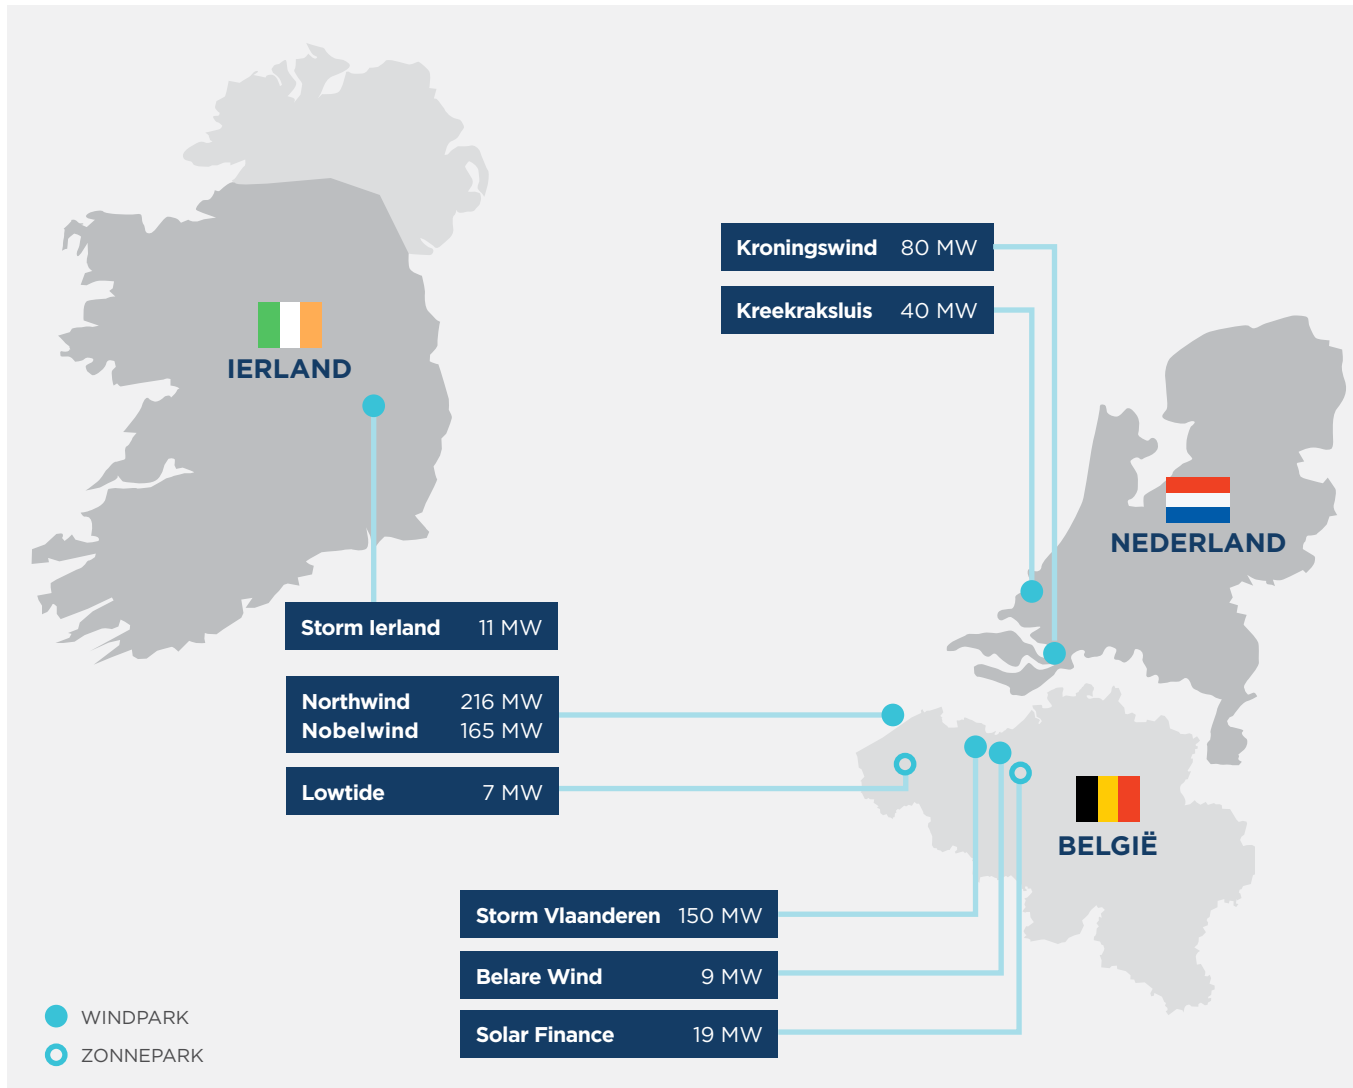 Kroningswind 80 MW
Kreekraksluis 40 MW
IERLAND
NEDERLAND
Storm Ierland 11 MW
Northwind 216 MW
Nobelwind 165 MW
Lowtide 7 MW
BELGIË
Storm Vlaanderen 150 MW
Belare Wind 9 MW
Solar Finance 19 MW
WINDPARK
ZONNEPARK